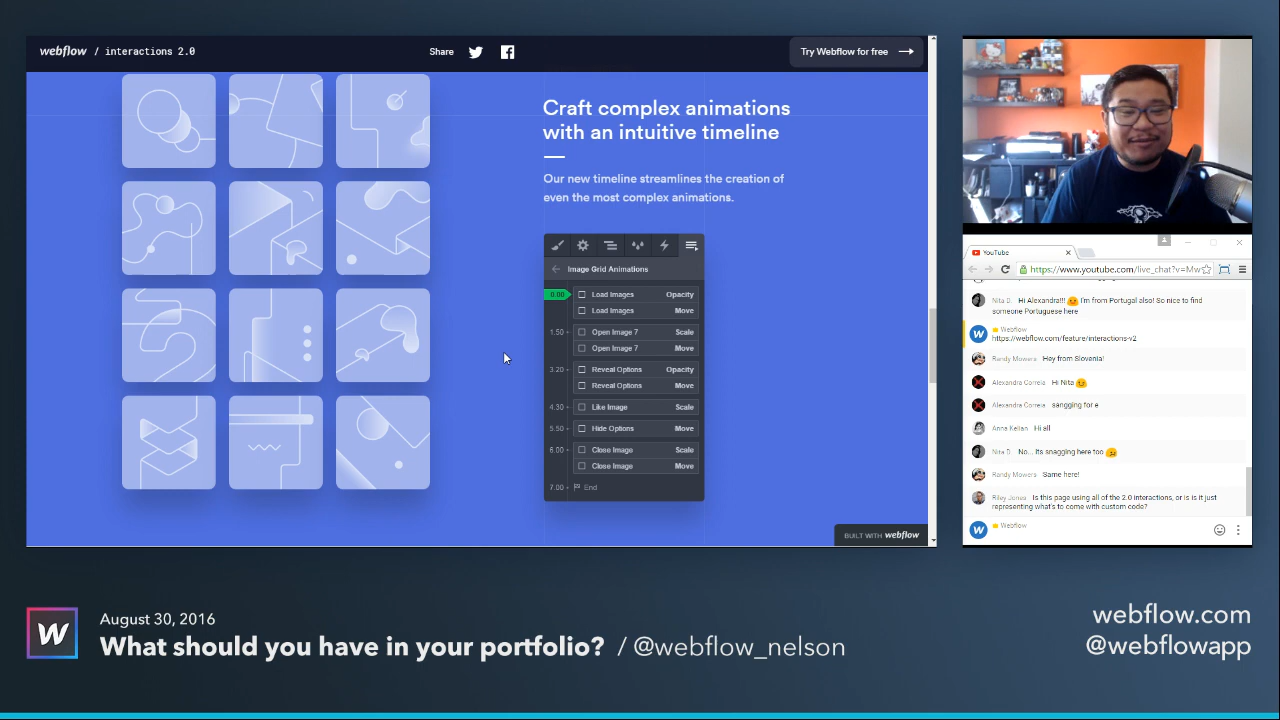 webflow / interactions 2.0
Share
Try Webflow for free
Craft complex animations
with an intuitive timeline
Our new timeline streamlines the creation of
even the most complex animations.
Image Grid Animations
0.00 Load Images Opacity
Load Images Move
1.50 Open Image 7 Scale
Open Image 7 Move
3.20 Reveal Options Opacity
Reveal Options Move
4.30 Like Image Scale
5.50 Hide Options Move
6.00 Close Image Scale
Close Image Move
7.00 End
BUILT WITH webflow
YouTube
https://www.youtube.com/live_chat?v=Mw
Nita D. Hi Alexandra!!! I'm from Portugal also! So nice to find
someone Portuguese here
W Webflow
https://webflow.com/feature/interactions-v2
Randy Mowers Hey from Slovenia!
Alexandra Correia Hi Nita
Alexandra Correia sangging for e
Anna Kelian Hi all
Nita D. No... its snagging here too
Randy Mowers Same here!
Riley Jones Is this page using all of the 2.0 interactions, or is is it just
representing what's to come with custom code?
W Webflow
W
August 30, 2016
What should you have in your portfolio? / @webflow_nelson
webflow.com
@webflowapp